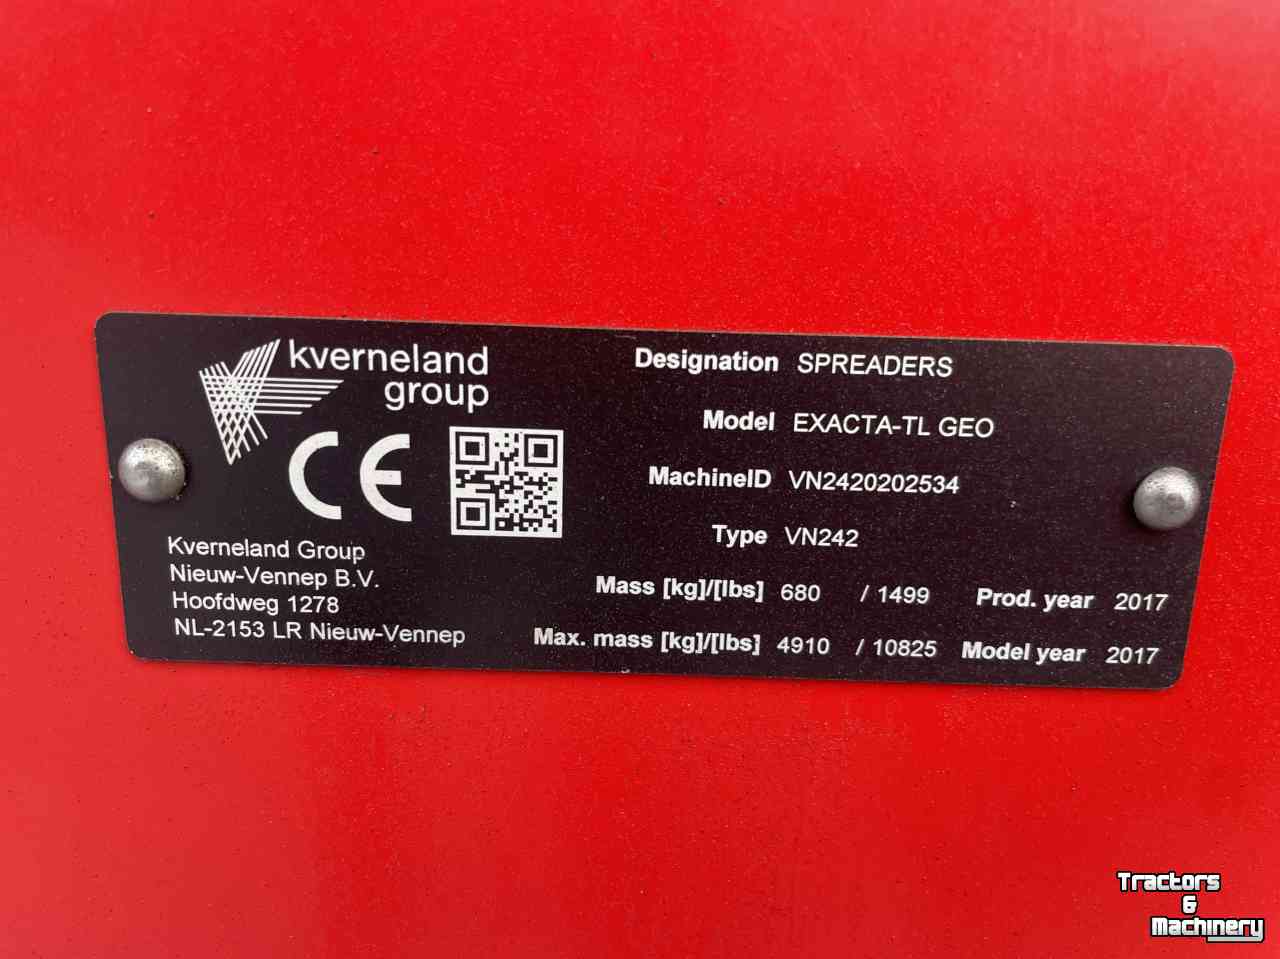 kverneland
group
CE
Kverneland Group
Nieuw-Vennep B.V.
Hoofdweg 1278
NL-2153 LR Nieuw-Vennep
Designation SPREADERS
Model EXACTA-TL GEO
MachineID VN2420202534
Type VN242
Mass [kg]/[lbs] 680 / 1499 Prod. year 2017
Max. mass [kg]/[lbs] 4910 / 10825 Model year 2017
Tractors
&
Machinery